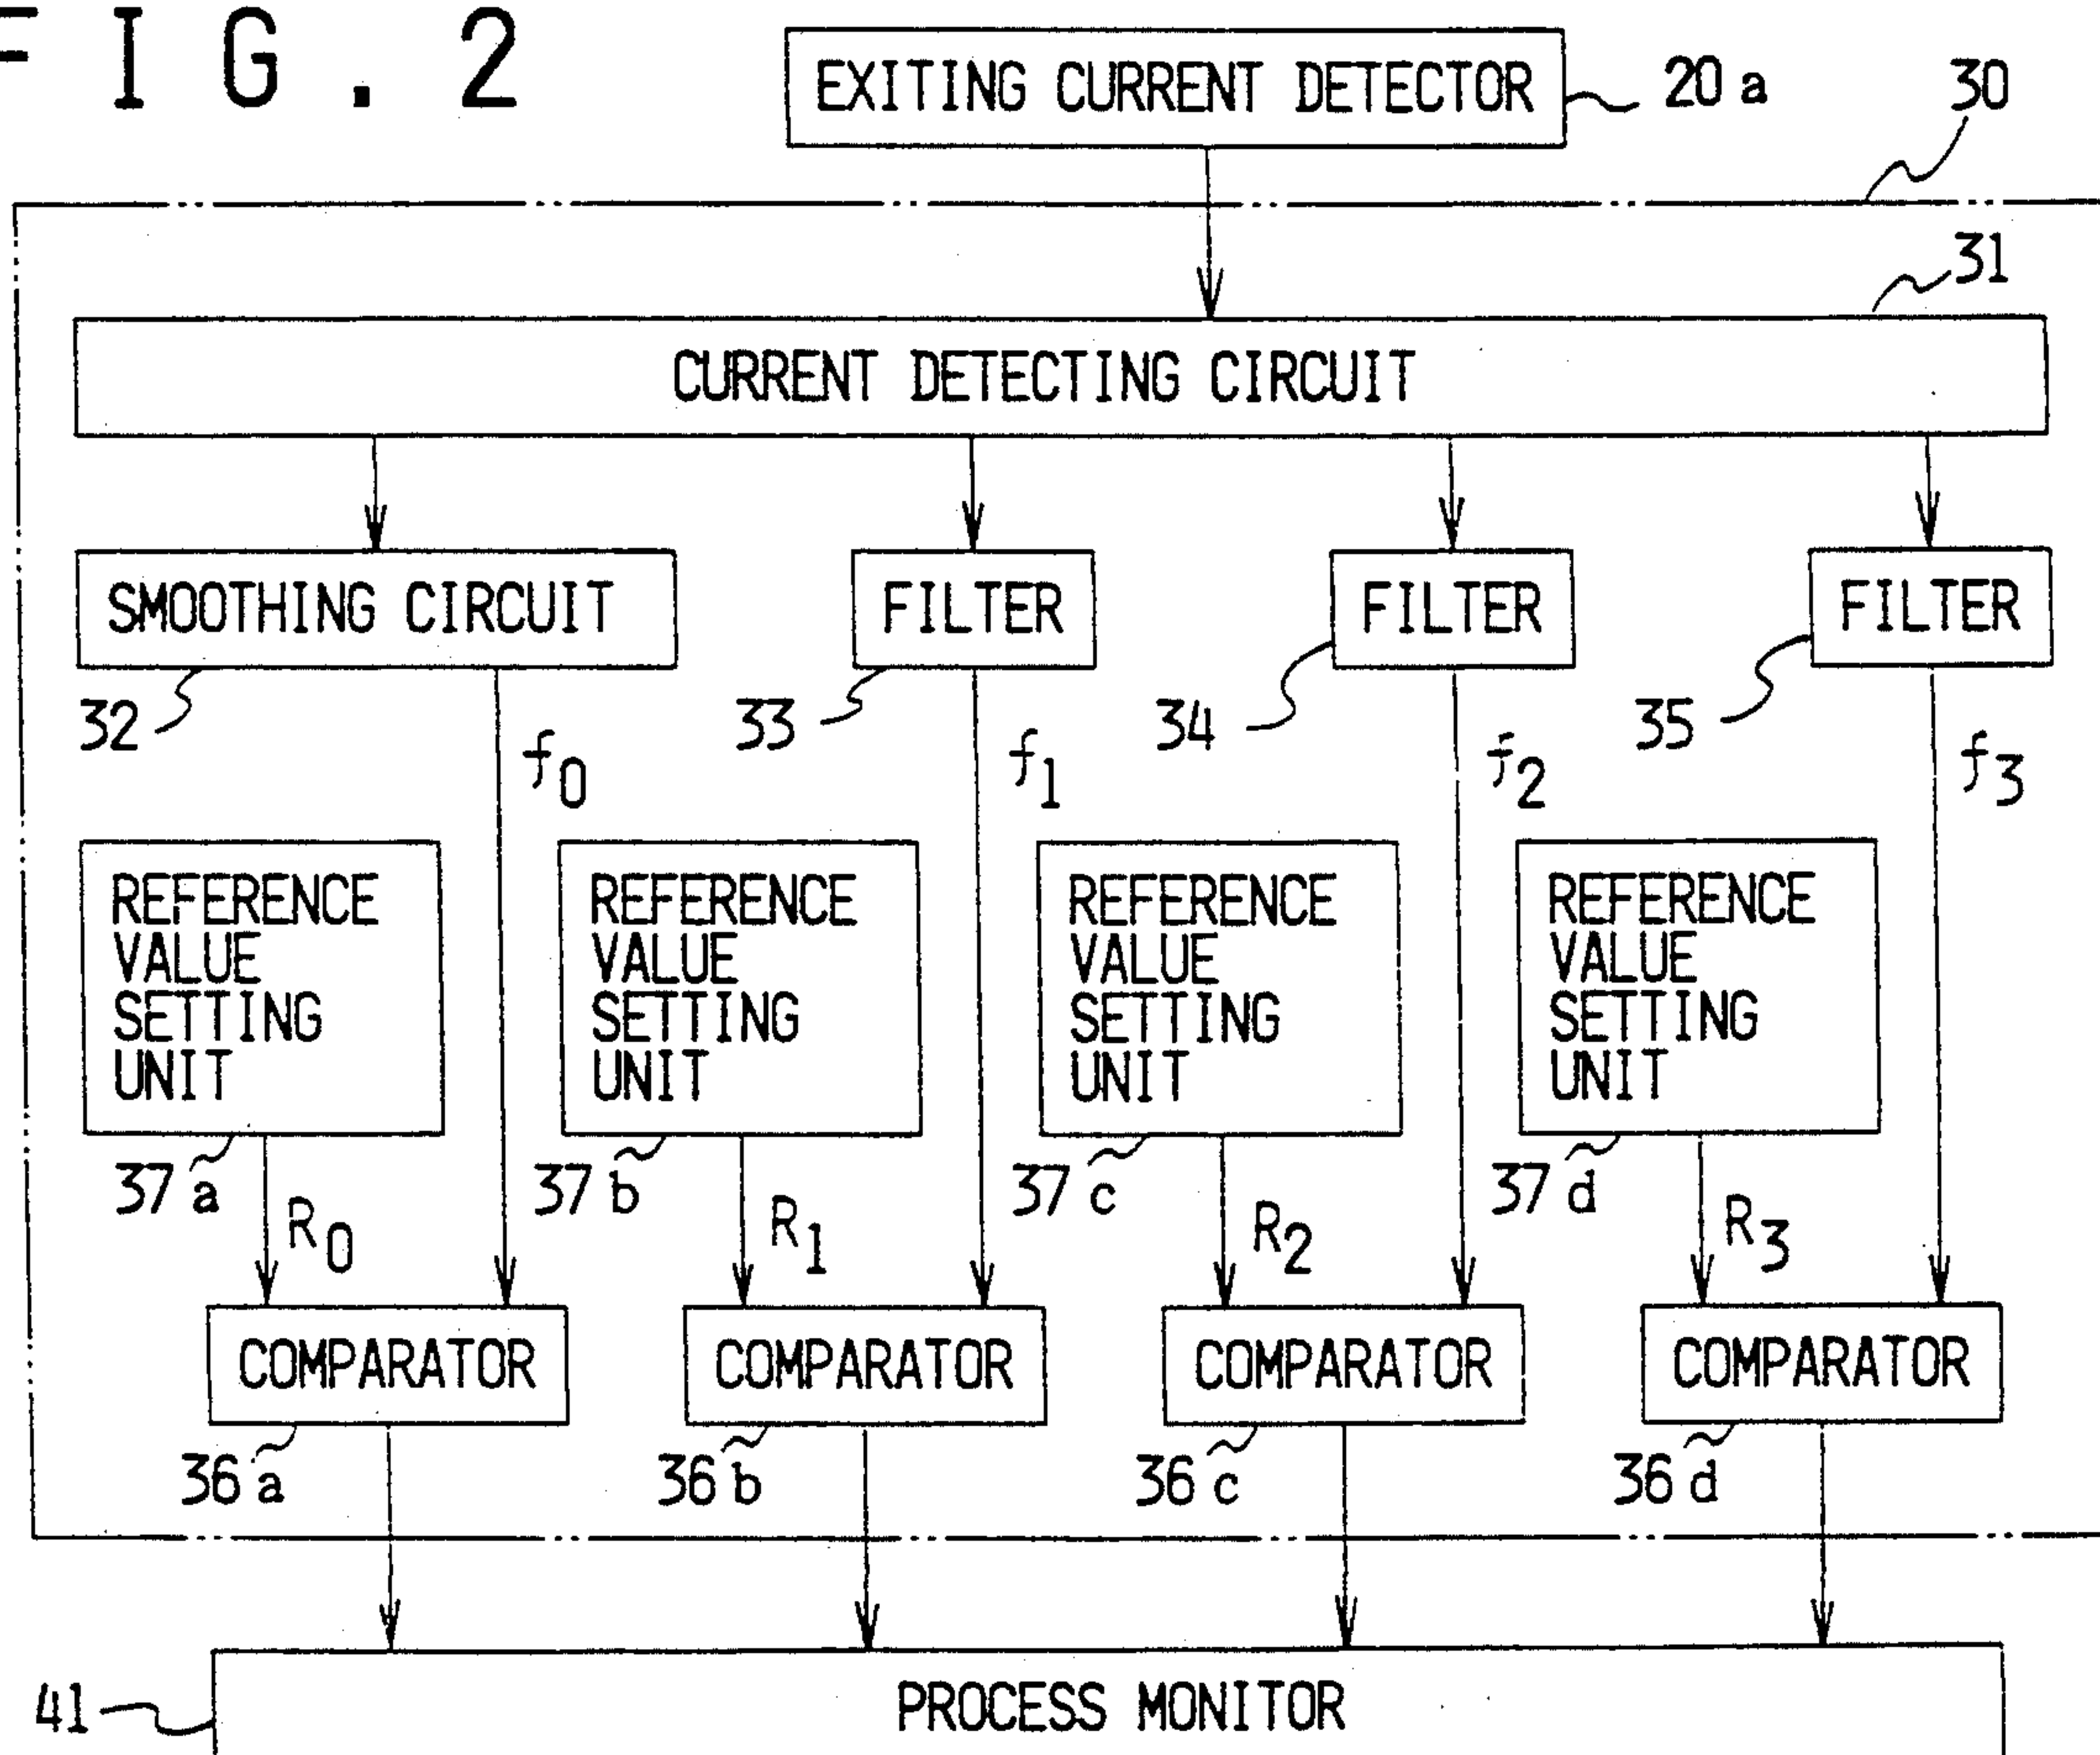 FIG. 2
EXITING CURRENT DETECTOR
20a
30
31
CURRENT DETECTING CIRCUIT
SMOOTHING CIRCUIT
FILTER
FILTER
FILTER
32
33
34
35
f0
f1
f2
f3
REFERENCE
VALUE
SETTING
UNIT
REFERENCE
VALUE
SETTING
UNIT
REFERENCE
VALUE
SETTING
UNIT
REFERENCE
VALUE
SETTING
UNIT
37a
37b
37c
37d
R0
R1
R2
R3
COMPARATOR
COMPARATOR
COMPARATOR
COMPARATOR
36a
36b
36c
36d
41
PROCESS MONITOR